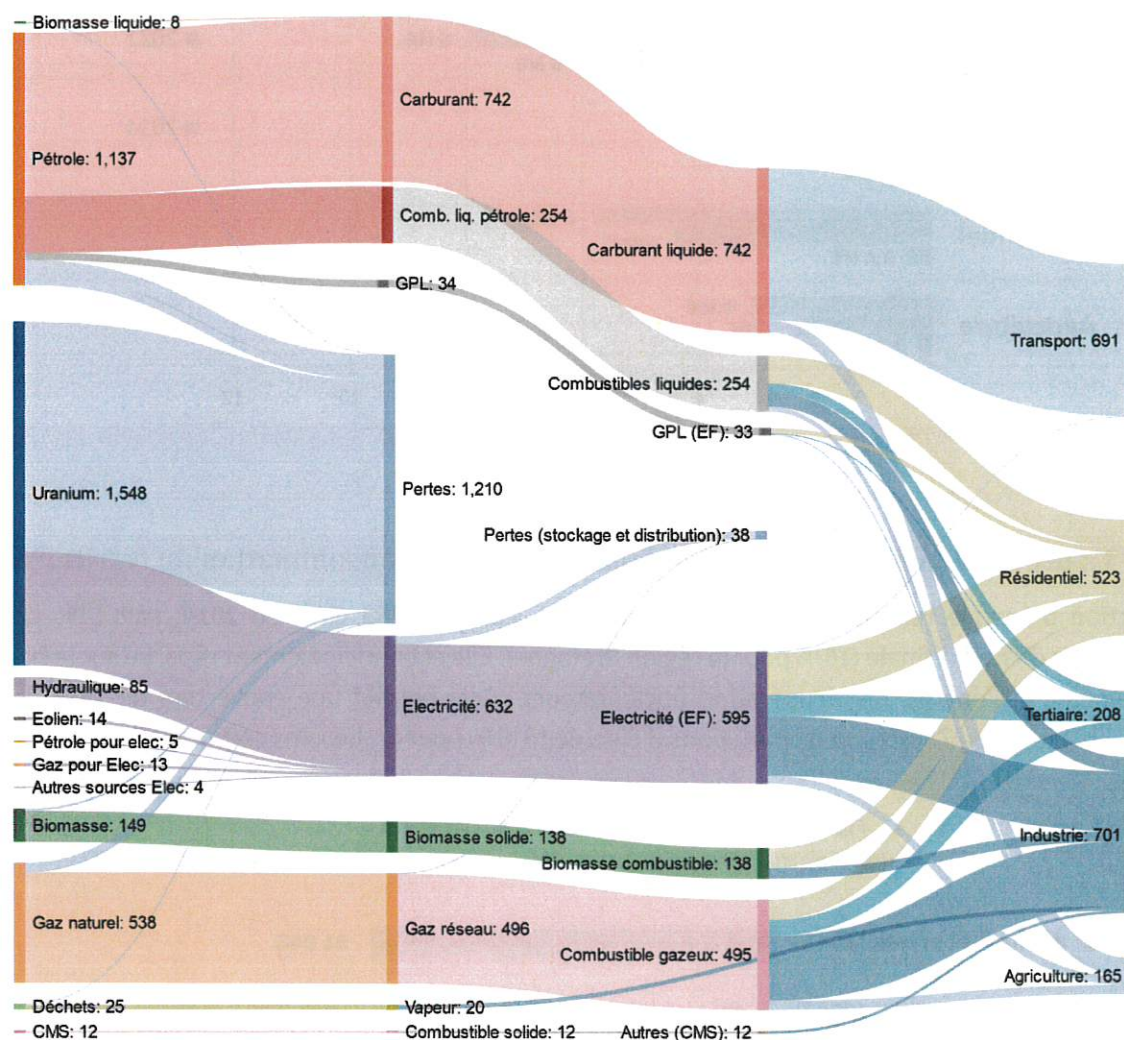 Biomasse liquide: 8
Pétrole: 1,137
Uranium: 1,548
Hydraulique: 85
Eolien: 14
Pétrole pour elec: 5
Gaz pour Elec: 13
Autres sources Elec: 4
Biomasse: 149
Gaz naturel: 538
Déchets: 25
CMS: 12
Carburant: 742
Comb. liq. pétrole: 254
GPL: 34
Pertes: 1,210
Electricité: 632
Biomasse solide: 138
Gaz réseau: 496
Vapeur: 20
Combustible solide: 12
Carburant liquide: 742
Combustibles liquides: 254
GPL (EF): 33
Pertes (stockage et distribution): 38
Electricité (EF): 595
Biomasse combustible: 138
Combustible gazeux: 495
Autres (CMS): 12
Transport: 691
Résidentiel: 523
Tertiaire: 208
Industrie: 701
Agriculture: 165